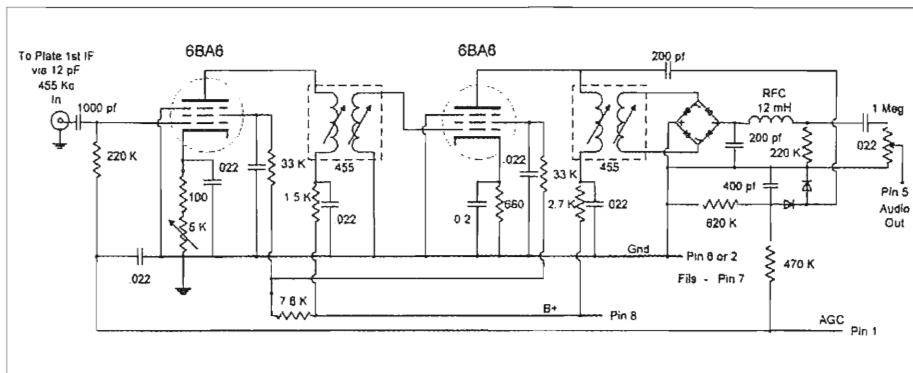 6BA6
6BA6
To Plate 1st IF
via 12 pF
455 Kc
In
1000 pf
220 K
100
5 K
.022
.022
33 K
1 5 K
.022
455
.022
0 2
660
33 K
455
2.7 K
.022
200 pf
RFC
12 mH
200 pf
220 K
1 Meg
.022
400 pf
820 K
470 K
Pin 5
Audio
Out
.022
Gnd
Pin 6 or 2
Fils - Pin 7
7 8 K
B+
Pin 8
AGC
Pin 1